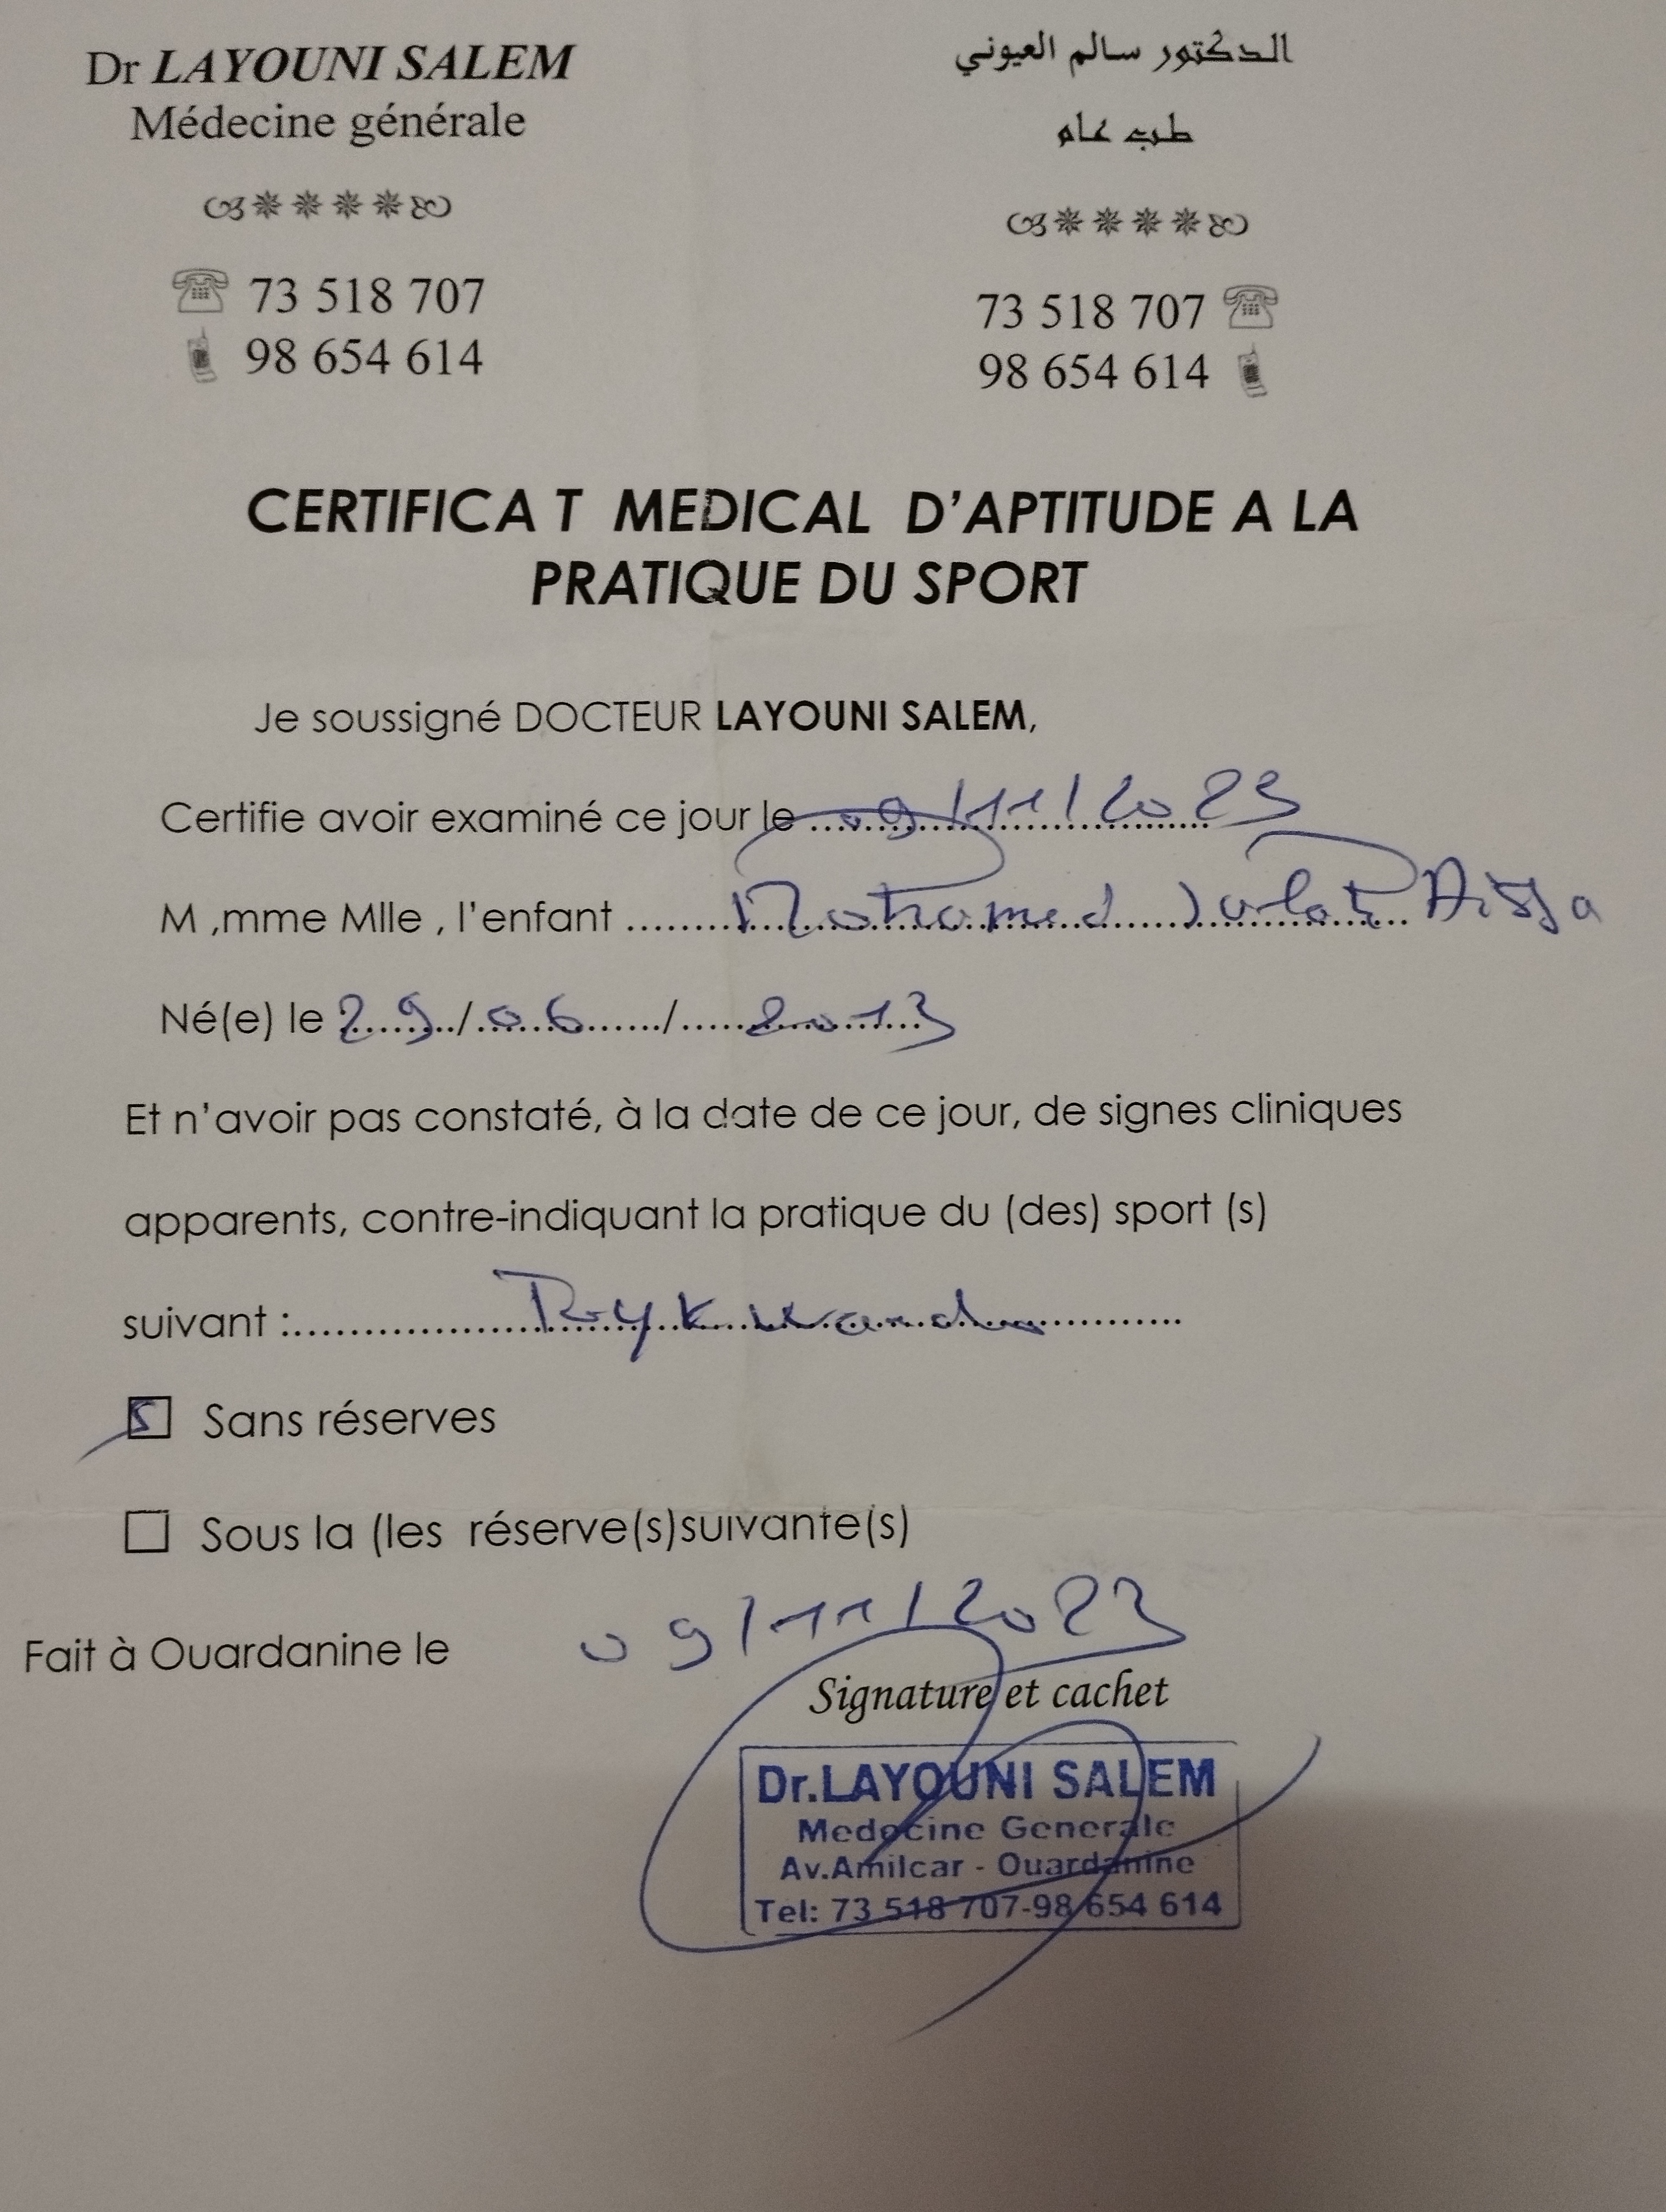 Dr LAYOUNI SALEM
Médecine générale
73 518 707
98 654 614
الدكتور سالم العيوني
طب عام
73 518 707
98 654 614
CERTIFICA T MEDICAL D'APTITUDE A LA
PRATIQUE DU SPORT
Je soussigné DOCTEUR LAYOUNI SALEM,
Certifie avoir examiné ce jour le 09/11/2023
M ,mme Mlle , l'enfant Mohamed
Né(e) le 29/06/2013
Et n'avoir pas constaté, à la date de ce jour, de signes cliniques
apparents, contre-indiquant la pratique du (des) sport (s)
suivant :
Sans réserves
Sous la (les réserve(s)suivante(s)
Fait à Ouardanine le 09/11/2023
Signature et cachet
Dr.LAYOUNI SALEM
Medecine Generale
Av.Amilcar - Ouardanine
Tel: 73 518 707-98 654 614